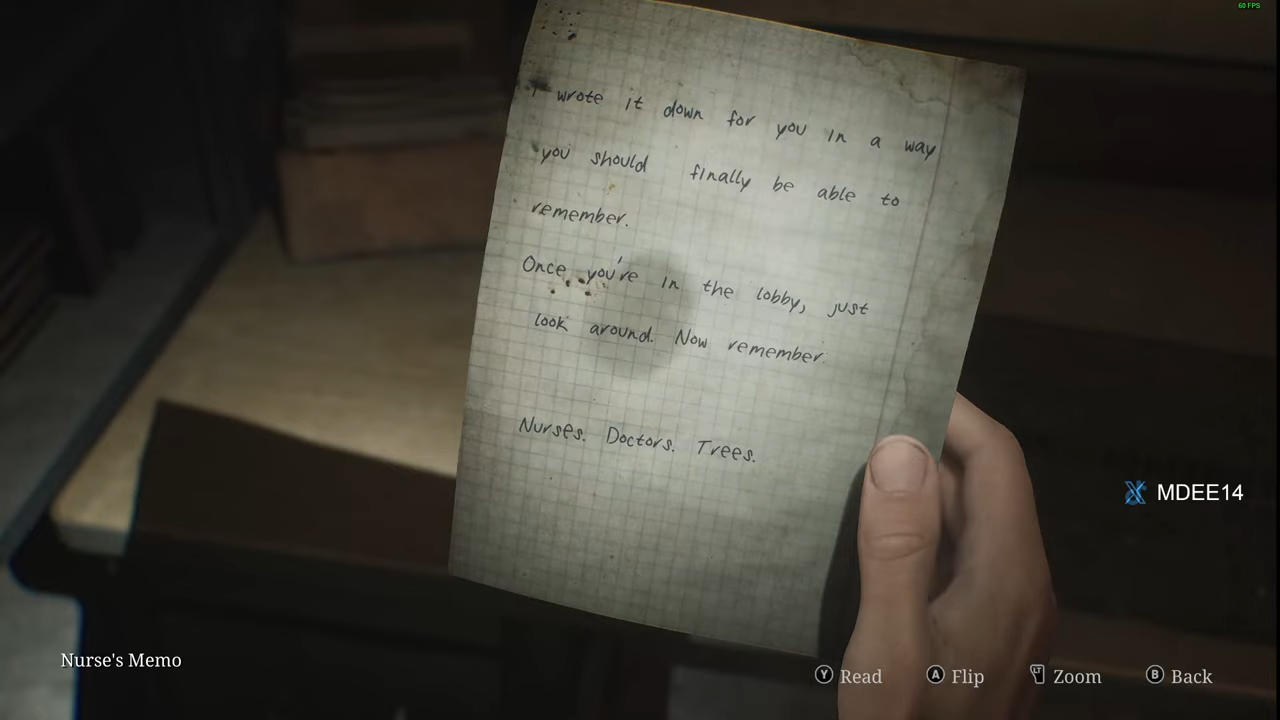 60 FPS
I wrote it down for you in a way
you should finally be able to
remember.
Once you're in the lobby, just
look around. Now remember.
Nurses. Doctors. Trees.
MDEE14
Nurse's Memo
Y Read A Flip LT Zoom B Back